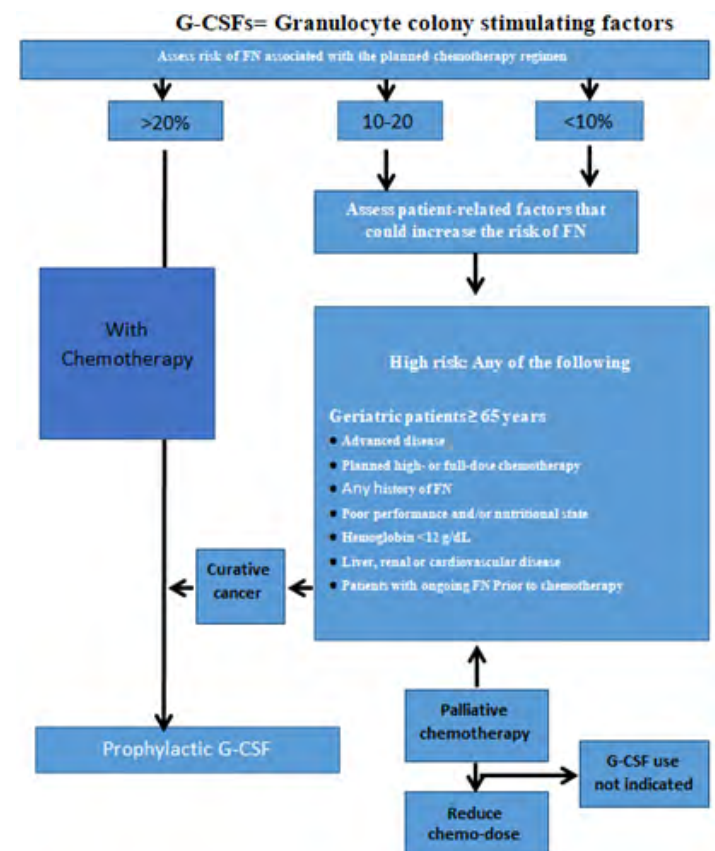 G-CSFs= Granulocyte colony stimulating factors
Assess risk of FN associated with the planned chemotherapy regimen
>20%
10-20
<10%
Assess patient-related factors that
could increase the risk of FN
With
Chemotherapy
High risk: Any of the following
Geriatric patients ≥ 65 years
● Advanced disease
● Planned high- or full-dose chemotherapy
● Any history of FN
● Poor performance and/or nutritional state
● Hemoglobin <12 g/dL
● Liver, renal or cardiovascular disease
● Patients with ongoing FN Prior to chemotherapy
Curative
cancer
Prophylactic G-CSF
Palliative
chemotherapy
G-CSF use
not indicated
Reduce
chemo-dose